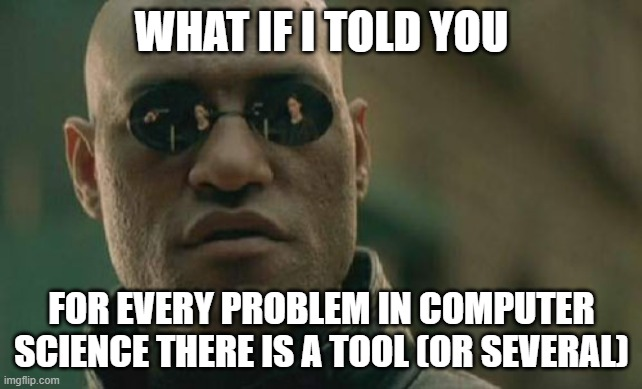 WHAT IF I TOLD YOU
FOR EVERY PROBLEM IN COMPUTER
SCIENCE THERE IS A TOOL (OR SEVERAL)
imgflip.com